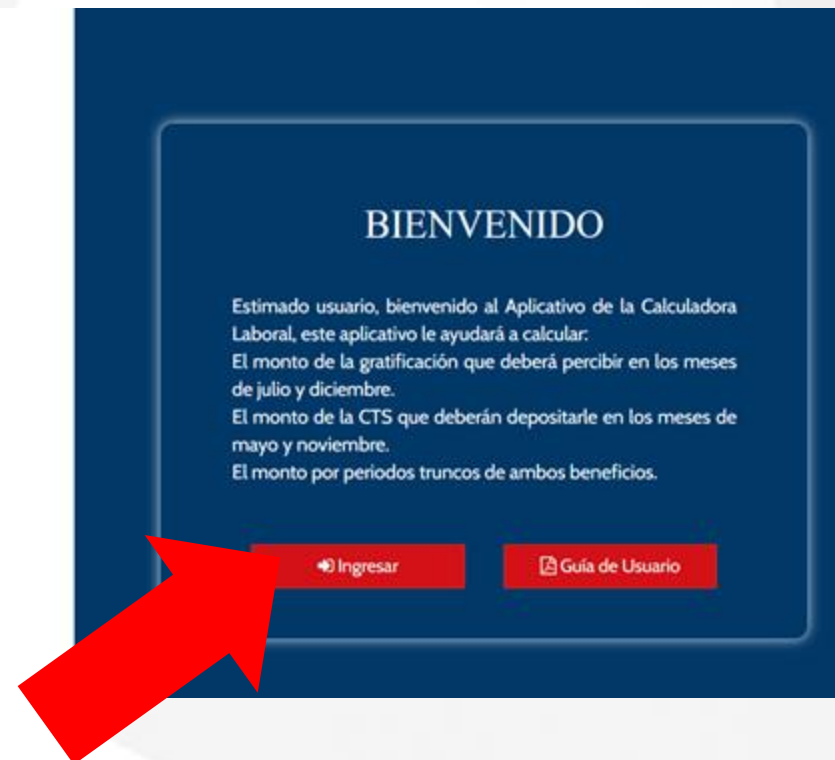 BIENVENIDO
Estimado usuario, bienvenido al Aplicativo de la Calculadora
Laboral, este aplicativo le ayudará a calcular:
El monto de la gratificación que deberá percibir en los meses
de julio y diciembre.
El monto de la CTS que deberán depositarle en los meses de
mayo y noviembre.
El monto por periodos truncos de ambos beneficios.
Ingresar
Guía de Usuario